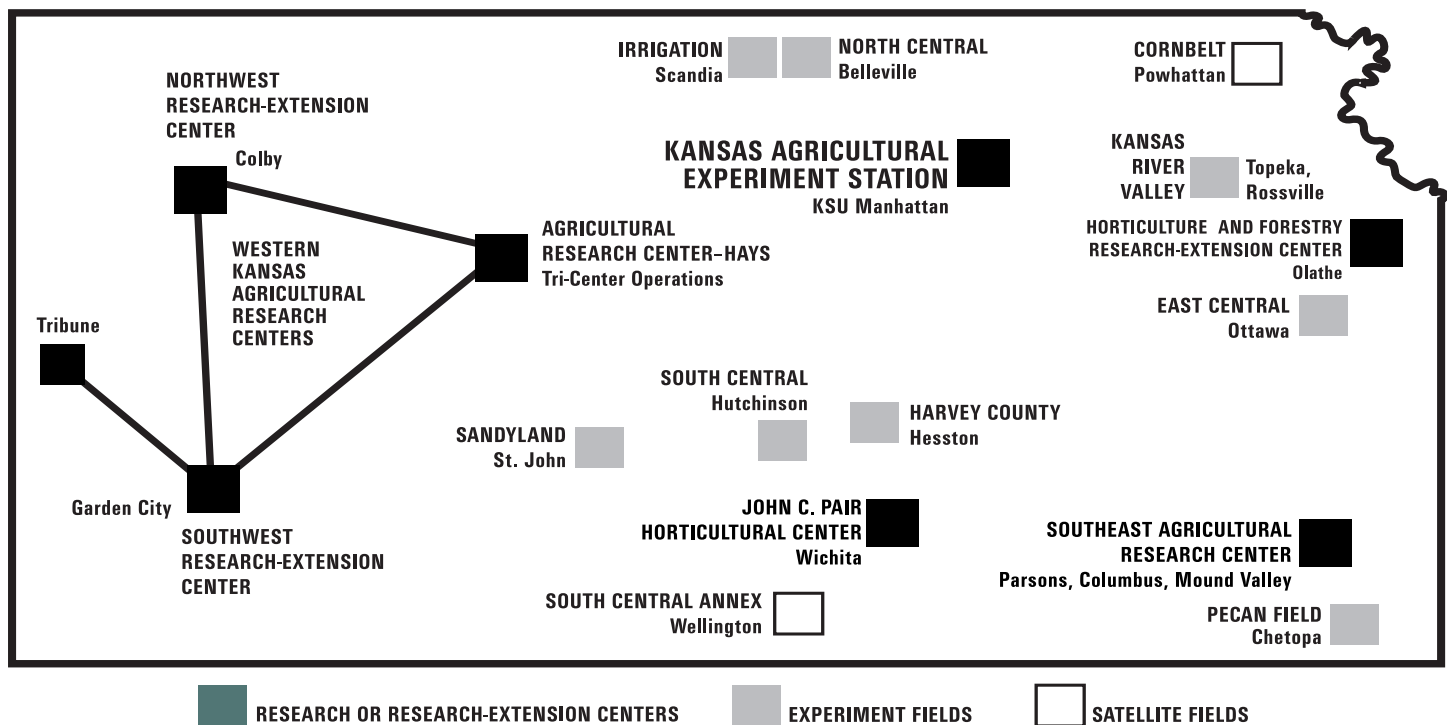 IRRIGATION
Scandia
NORTH CENTRAL
Belleville
CORNBELT
Powhattan
NORTHWEST
RESEARCH-EXTENSION
CENTER
Colby
KANSAS AGRICULTURAL
EXPERIMENT STATION
KSU Manhattan
KANSAS
RIVER
VALLEY
Topeka,
Rossville
AGRICULTURAL
RESEARCH CENTER–HAYS
Tri-Center Operations
HORTICULTURE AND FORESTRY
RESEARCH-EXTENSION CENTER
Olathe
WESTERN
KANSAS
AGRICULTURAL
RESEARCH
CENTERS
Tribune
EAST CENTRAL
Ottawa
SOUTH CENTRAL
Hutchinson
HARVEY COUNTY
Hesston
SANDYLAND
St. John
Garden City
SOUTHWEST
RESEARCH-EXTENSION
CENTER
JOHN C. PAIR
HORTICULTURAL CENTER
Wichita
SOUTHEAST AGRICULTURAL
RESEARCH CENTER
Parsons, Columbus, Mound Valley
SOUTH CENTRAL ANNEX
Wellington
PECAN FIELD
Chetopa
RESEARCH OR RESEARCH-EXTENSION CENTERS
EXPERIMENT FIELDS
SATELLITE FIELDS